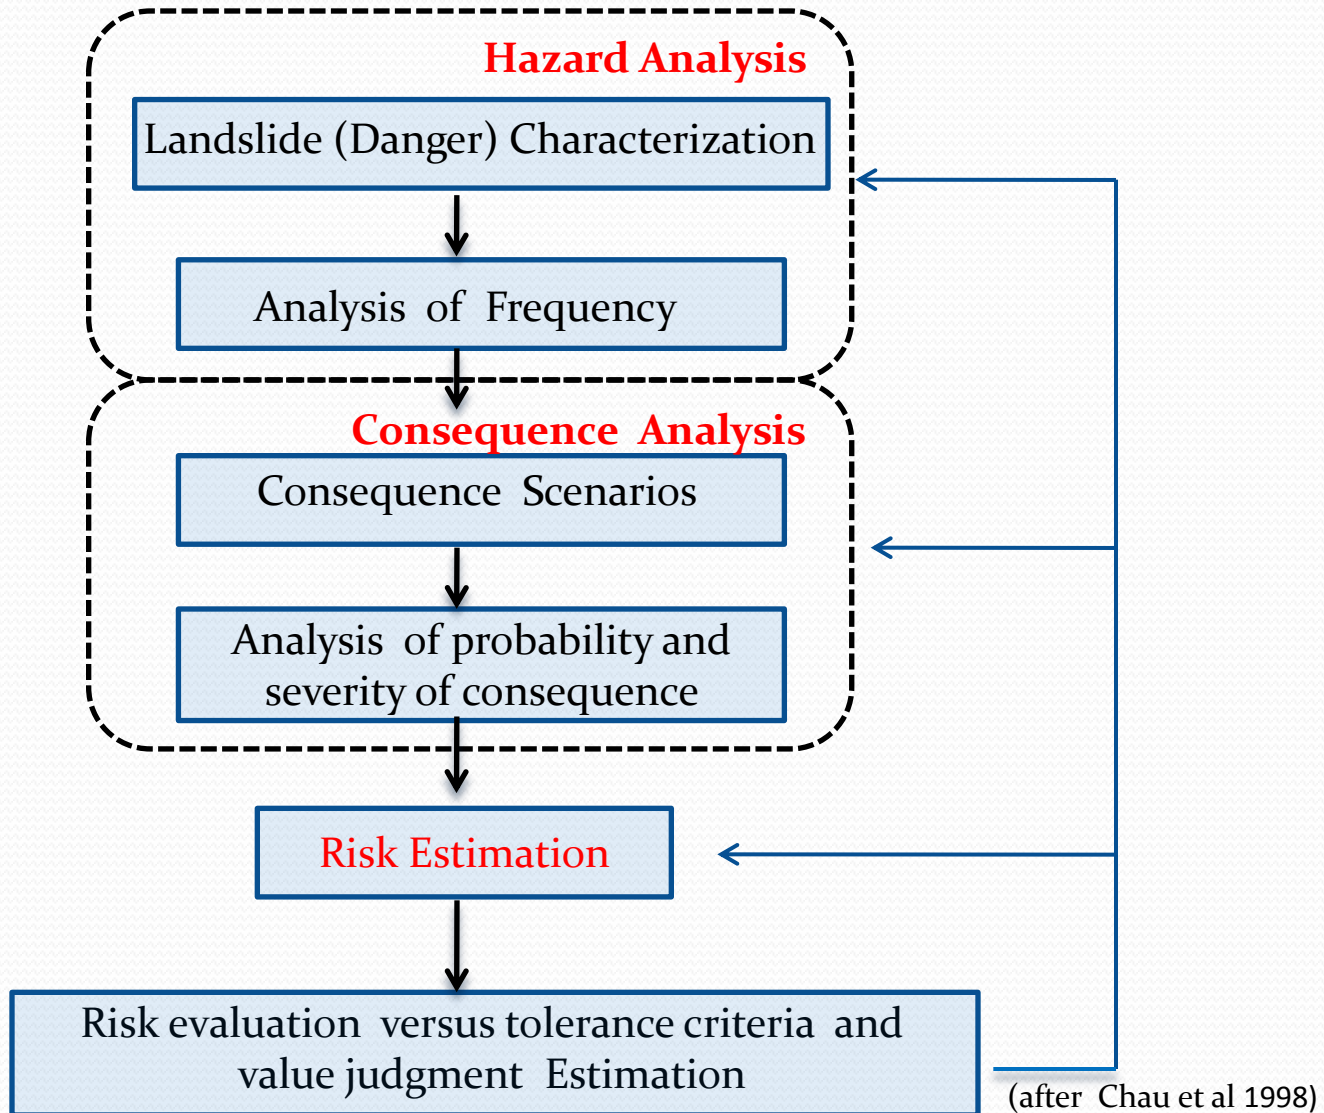 Hazard Analysis
Landslide (Danger) Characterization
Analysis of Frequency
Consequence Analysis
Consequence Scenarios
Analysis of probability and
severity of consequence
Risk Estimation
Risk evaluation versus tolerance criteria and
value judgment Estimation
(after Chau et al 1998)